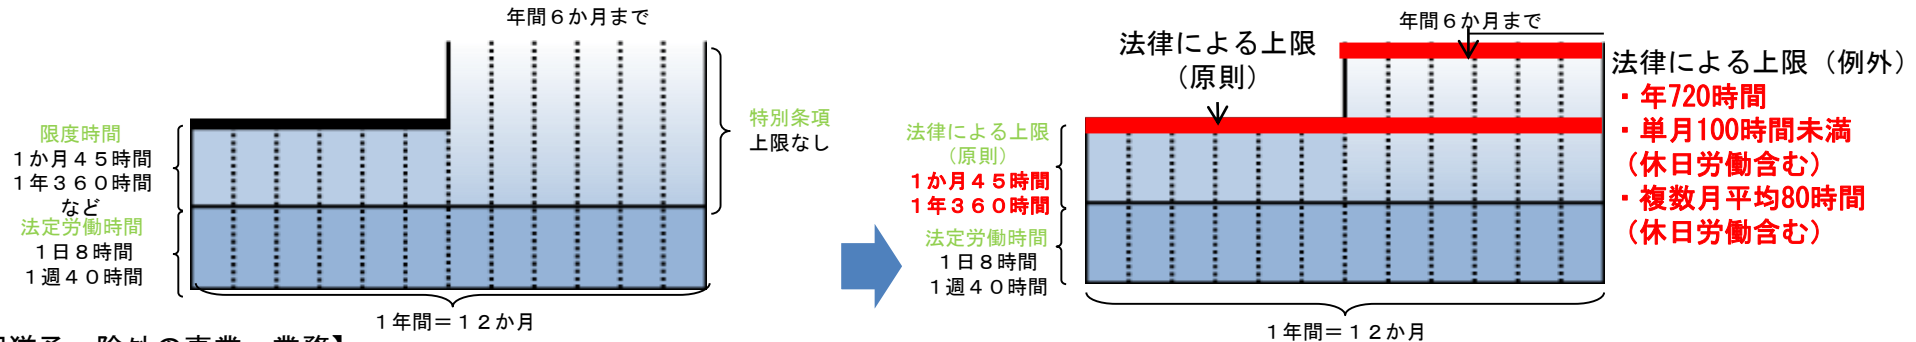 年間６か月まで
限度時間
１か月４５時間
１年３６０時間
など
法定労働時間
１日８時間
１週４０時間
特別条項
上限なし
１年間＝１２か月
年間６か月まで
法律による上限
（原則）
法律による上限
（原則）
１か月４５時間
１年３６０時間
法定労働時間
１日８時間
１週４０時間
１年間＝１２か月
法律による上限（例外）
・年720時間
・単月100時間未満
（休日労働含む）
・複数月平均80時間
（休日労働含む）
除外の事業・業務】